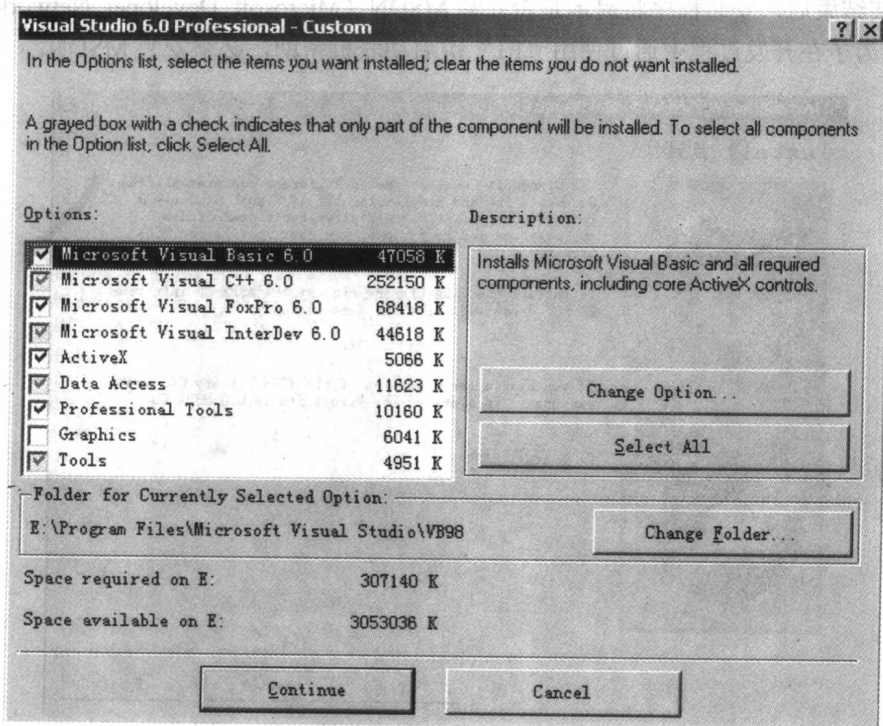 Visual Studio 6.0 Professional - Custom
In the Options list, select the items you want installed; clear the items you do not want installed.
A grayed box with a check indicates that only part of the component will be installed. To select all components
in the Option list, click Select All.
Options:
Microsoft Visual Basic 6.0 47058 K
Microsoft Visual C++ 6.0 252150 K
Microsoft Visual FoxPro 6.0 68418 K
Microsoft Visual InterDev 6.0 44618 K
ActiveX 5066 K
Data Access 11623 K
Professional Tools 10160 K
Graphics 6041 K
Tools 4951 K
Description:
Installs Microsoft Visual Basic and all required
components, including core ActiveX controls.
Change Option...
Select All
Folder for Currently Selected Option:
E:\Program Files\Microsoft Visual Studio\VB98
Change Folder...
Space required on E: 307140 K
Space available on E: 3053036 K
Continue
Cancel